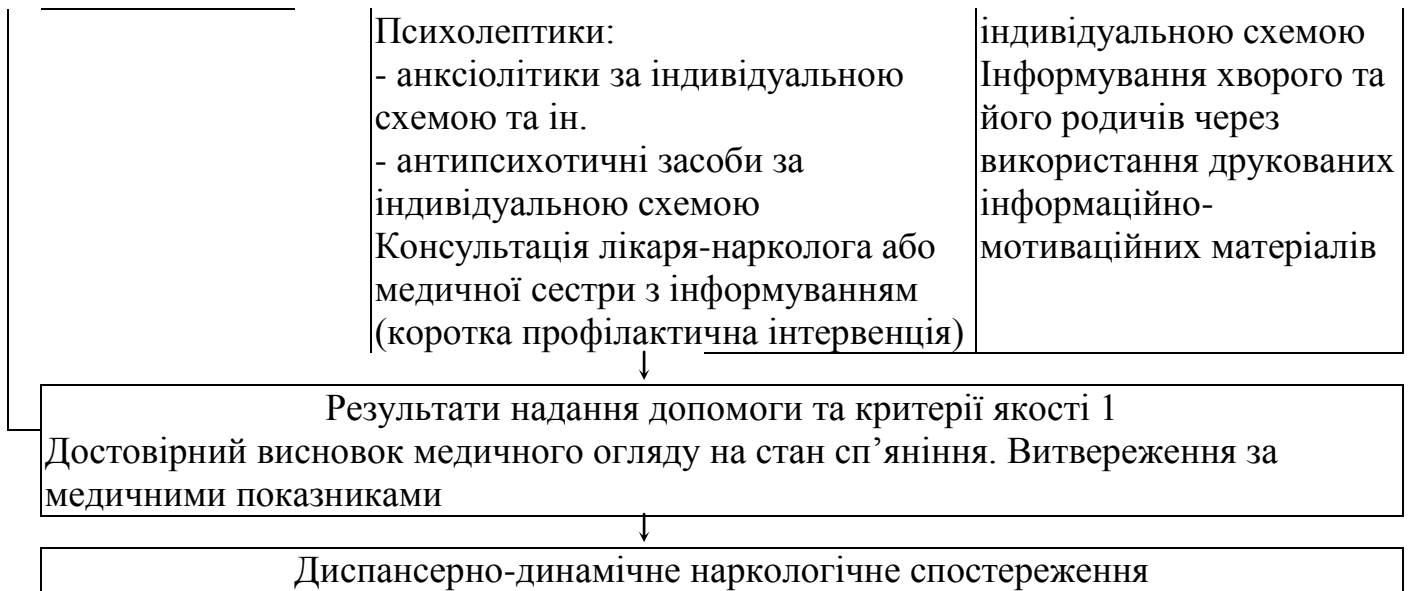 Психолептики:
- анксіолітики за індивідуальною
схемою та ін.
- антипсихотичні засоби за
індивідуальною схемою
Консультація лікаря-нарколога або
медичної сестри з інформуванням
(коротка профілактична інтервенція)
індивідуальною схемою
Інформування хворого та
його родичів через
використання друкованих
інформаційно-
мотиваційних матеріалів
Результати надання допомоги та критерії якості 1
Достовірний висновок медичного огляду на стан сп’яніння. Витвереження за
медичними показниками
Диспансерно-динамічне наркологічне спостереження